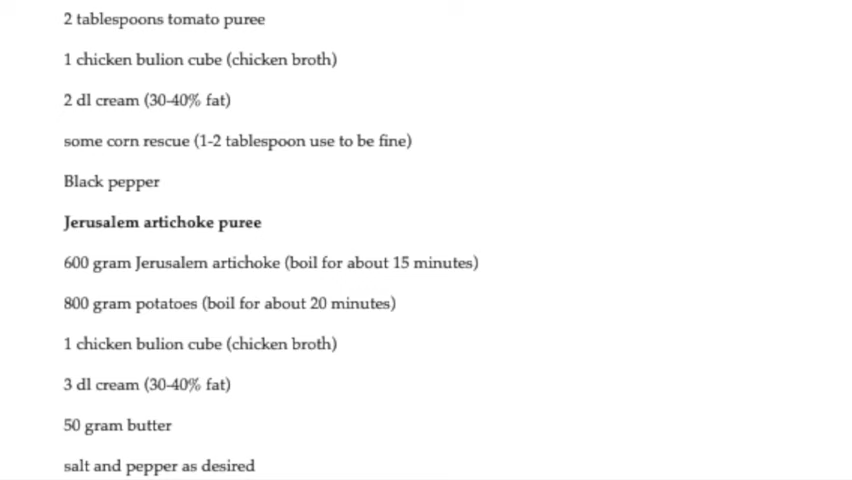 2 tablespoons tomato puree
1 chicken bulion cube (chicken broth)
2 dl cream (30-40% fat)
some corn rescue (1-2 tablespoon use to be fine)
Black pepper
Jerusalem artichoke puree
600 gram Jerusalem artichoke (boil for about 15 minutes)
800 gram potatoes (boil for about 20 minutes)
1 chicken bulion cube (chicken broth)
3 dl cream (30-40% fat)
50 gram butter
salt and pepper as desired